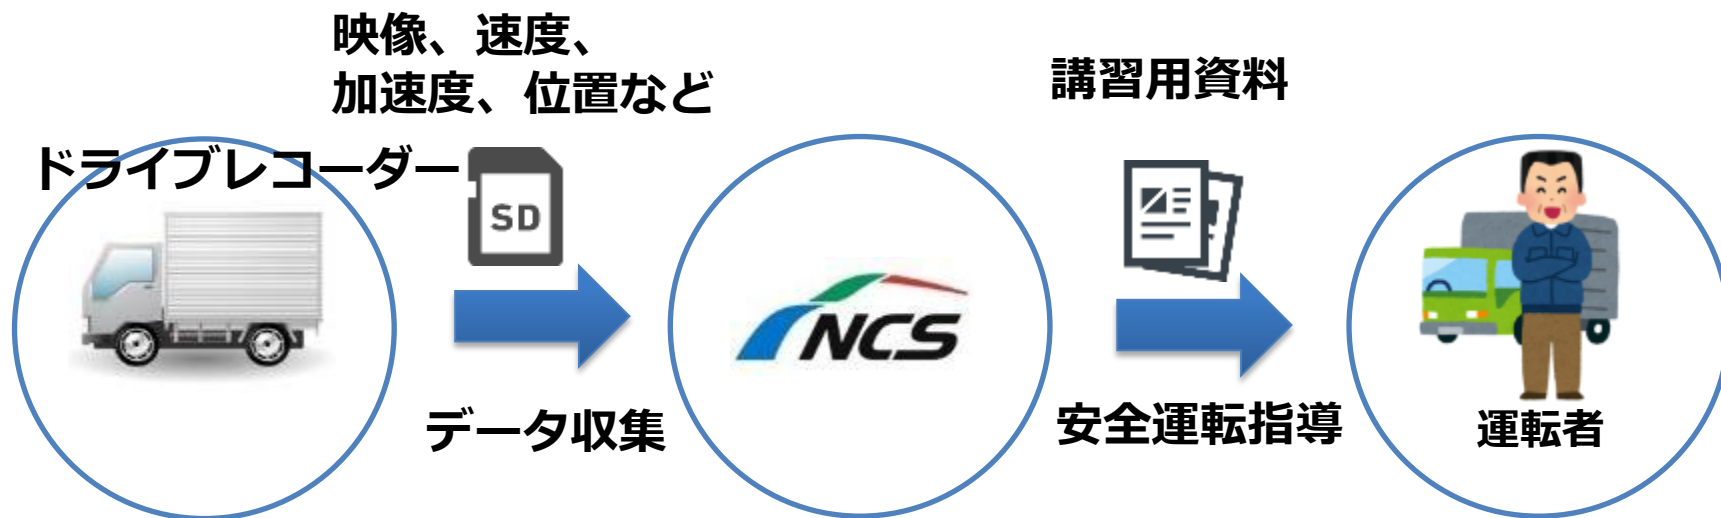 映像、速度、
加速度、位置など
講習用資料
ドライブレコーダー
SD
NCS
データ収集
安全運転指導
運転者